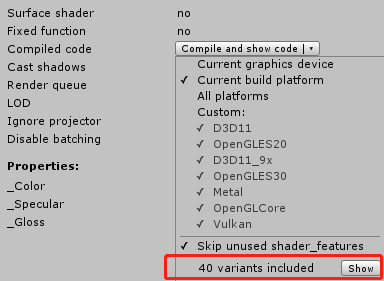 Surface shader no
Fixed function no
Compiled code Compile and show code
Cast shadows Current graphics device
Render queue ✓ Current build platform
LOD All platforms
Ignore projector Custom:
Disable batching ✓ D3D11
✓ OpenGLES20
Properties: ✓ D3D11_9x
_Color ✓ OpenGLES30
_Specular ✓ Metal
_Gloss ✓ OpenGLCore
✓ Vulkan
✓ Skip unused shader_features
40 variants included Show